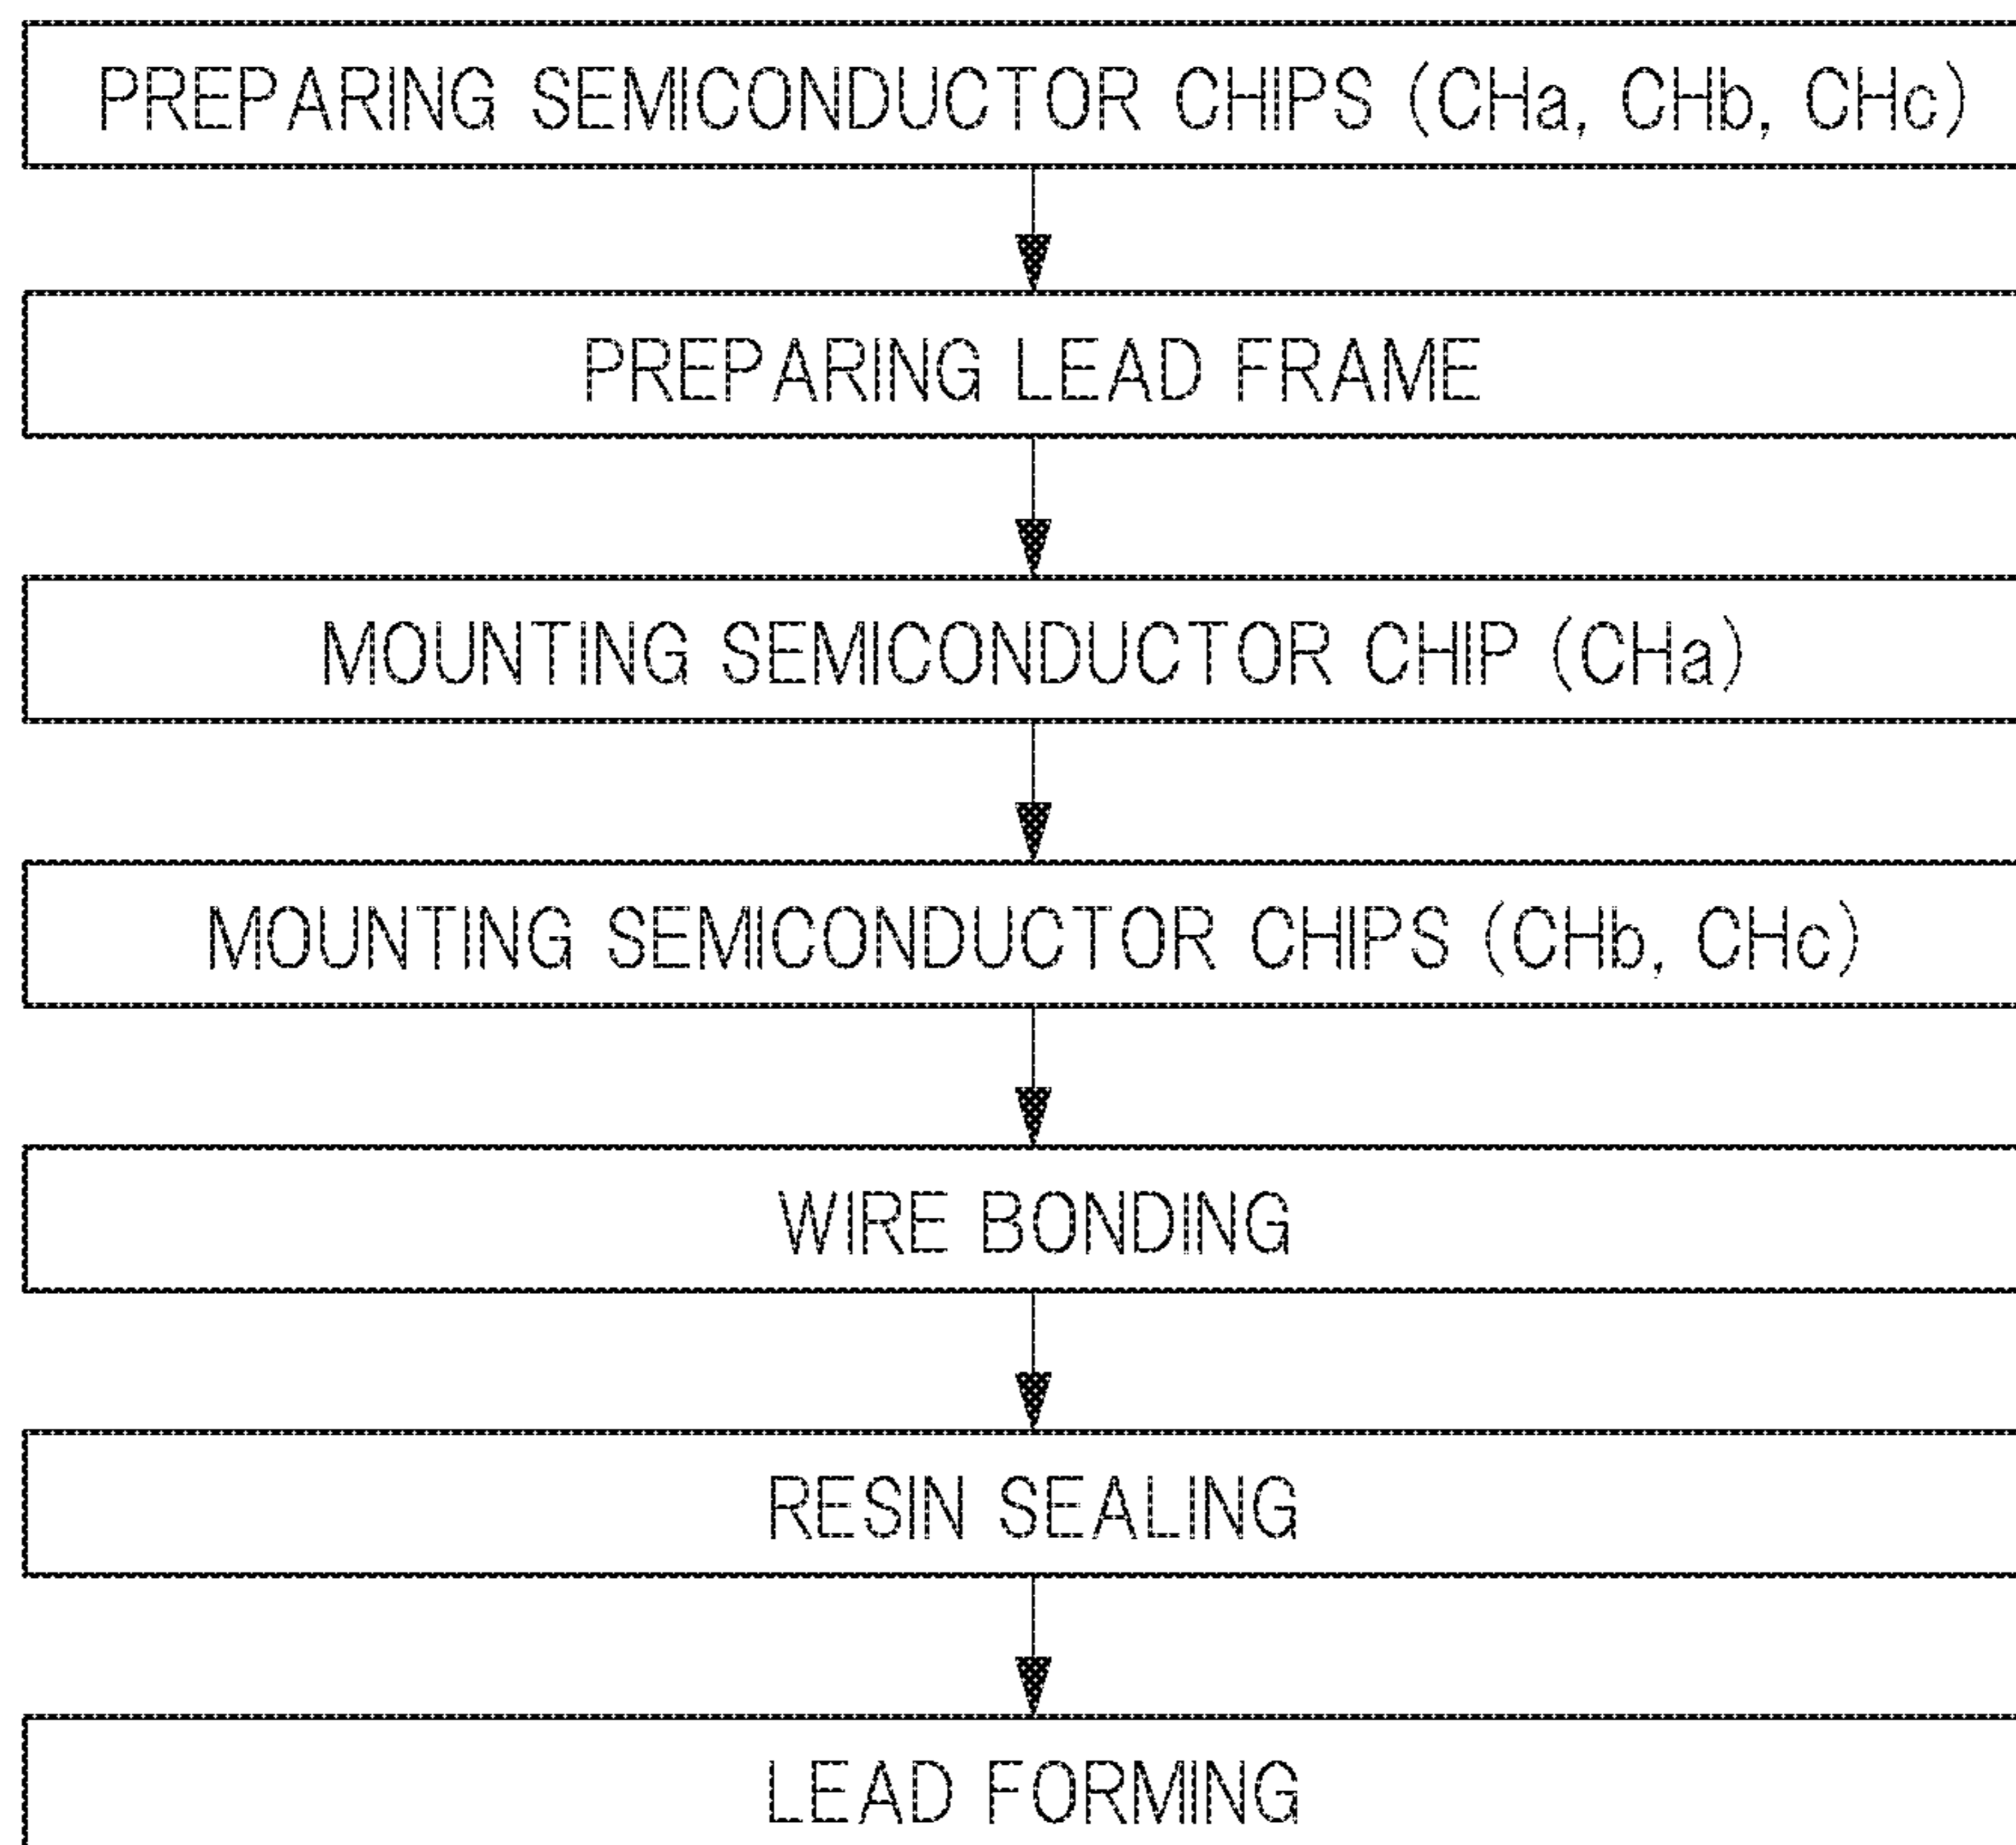 PREPARING SEMICONDUCTOR CHIPS (CHa, CHb, CHc)
PREPARING LEAD FRAME
MOUNTING SEMICONDUCTOR CHIP (CHa)
MOUNTING SEMICONDUCTOR CHIPS (CHb, CHc)
WIRE BONDING
RESIN SEALING
LEAD FORMING